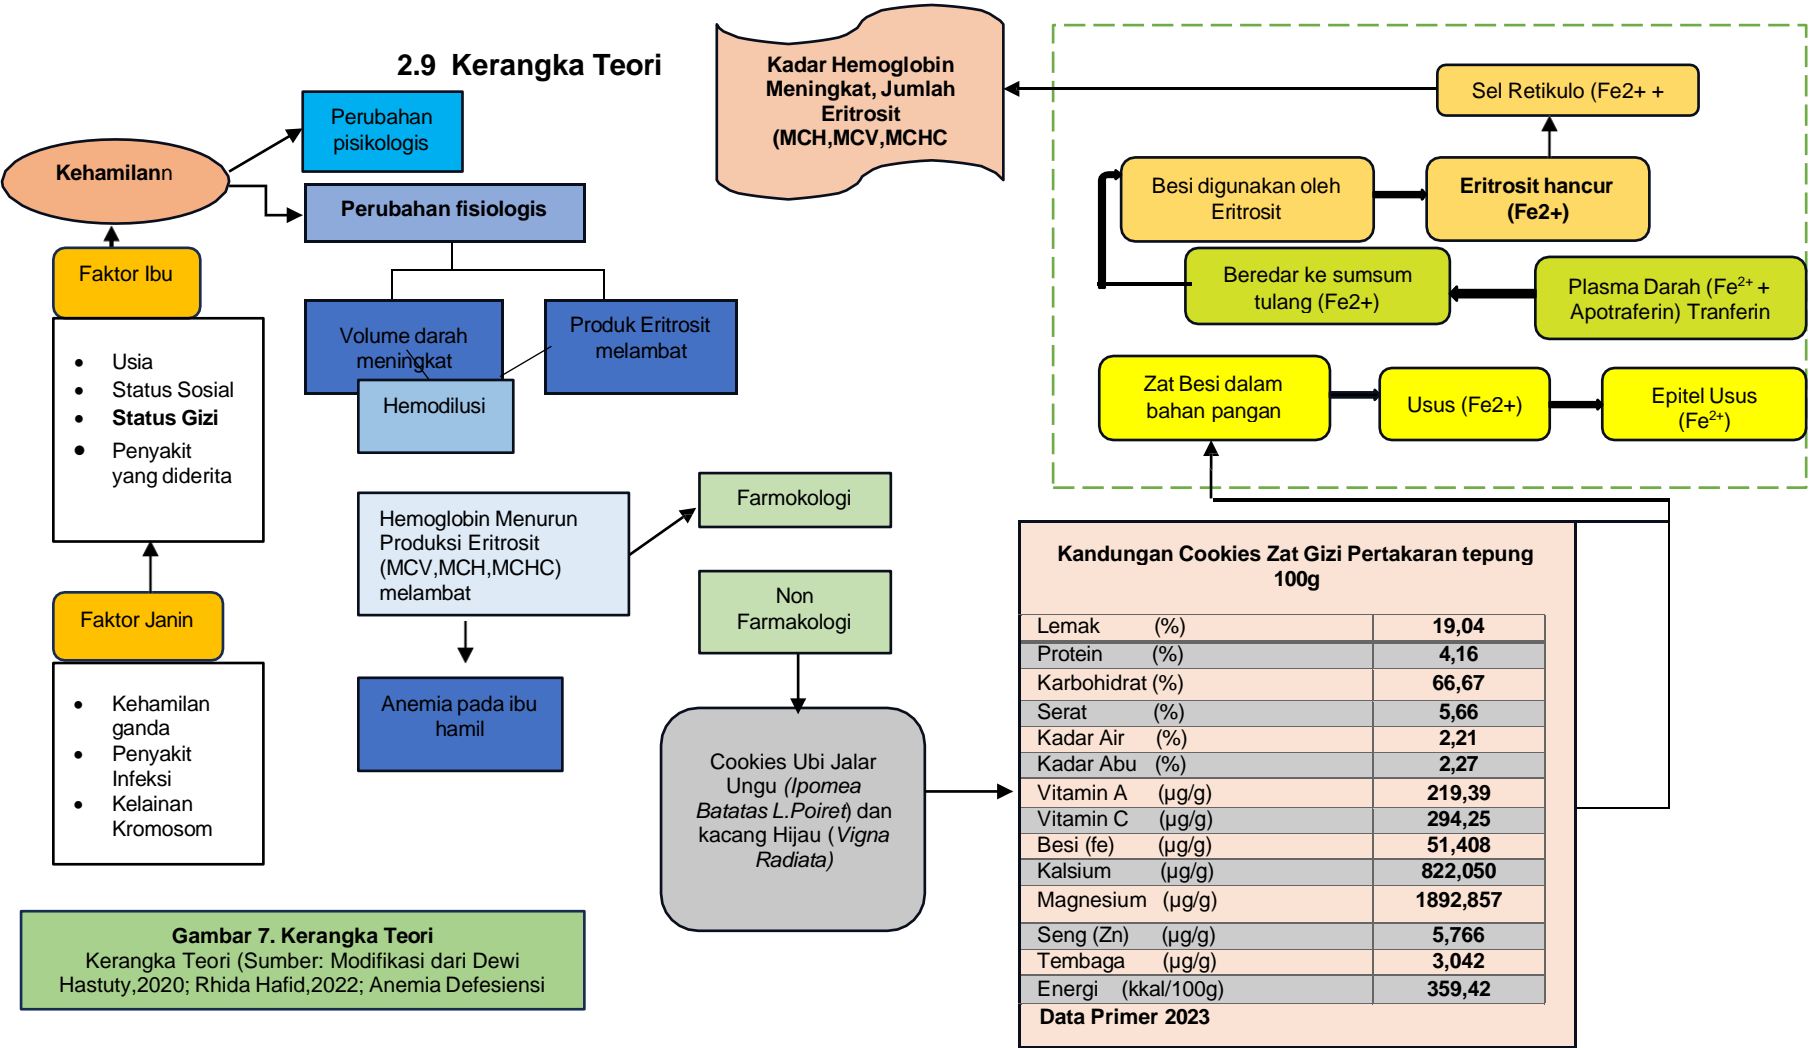 2.9 Kerangka Teori
Kadar Hemoglobin
Meningkat, Jumlah
Eritrosit
(MCH,MCV,MCHC
Sel Retikulo (Fe2+ +
Perubahan
pisikologis
Kehamilann
Perubahan fisiologis
Besi digunakan oleh
Eritrosit
Eritrosit hancur
(Fe2+)
Faktor Ibu
Beredar ke sumsum
tulang (Fe2+)
Plasma Darah (Fe²⁺ +
Apotraferin) Tranferin
Volume darah
meningkat
Produk Eritrosit
melambat
Hemodilusi
• Usia
• Status Sosial
• Status Gizi
• Penyakit
yang diderita
Zat Besi dalam
bahan pangan
Usus (Fe2+)
Epitel Usus
(Fe²⁺)
Hemoglobin Menurun
Produksi Eritrosit
(MCV,MCH,MCHC)
melambat
Farmokologi
Non
Farmakologi
Faktor Janin
• Kehamilan
ganda
• Penyakit
Infeksi
• Kelainan
Kromosom
Anemia pada ibu
hamil
Cookies Ubi Jalar
Ungu (Ipomea
Batatas L.Poiret) dan
kacang Hijau (Vigna
Radiata)
Kandungan Cookies Zat Gizi Pertakaran tepung
100g
Lemak (%) 19,04
Protein (%) 4,16
Karbohidrat (%) 66,67
Serat (%) 5,66
Kadar Air (%) 2,21
Kadar Abu (%) 2,27
Vitamin A (µg/g) 219,39
Vitamin C (µg/g) 294,25
Besi (fe) (µg/g) 51,408
Kalsium (µg/g) 822,050
Magnesium (µg/g) 1892,857
Seng (Zn) (µg/g) 5,766
Tembaga (µg/g) 3,042
Energi (kkal/100g) 359,42
Data Primer 2023
Gambar 7. Kerangka Teori
Kerangka Teori (Sumber: Modifikasi dari Dewi
Hastuty,2020; Rhida Hafid,2022; Anemia Defesiensi